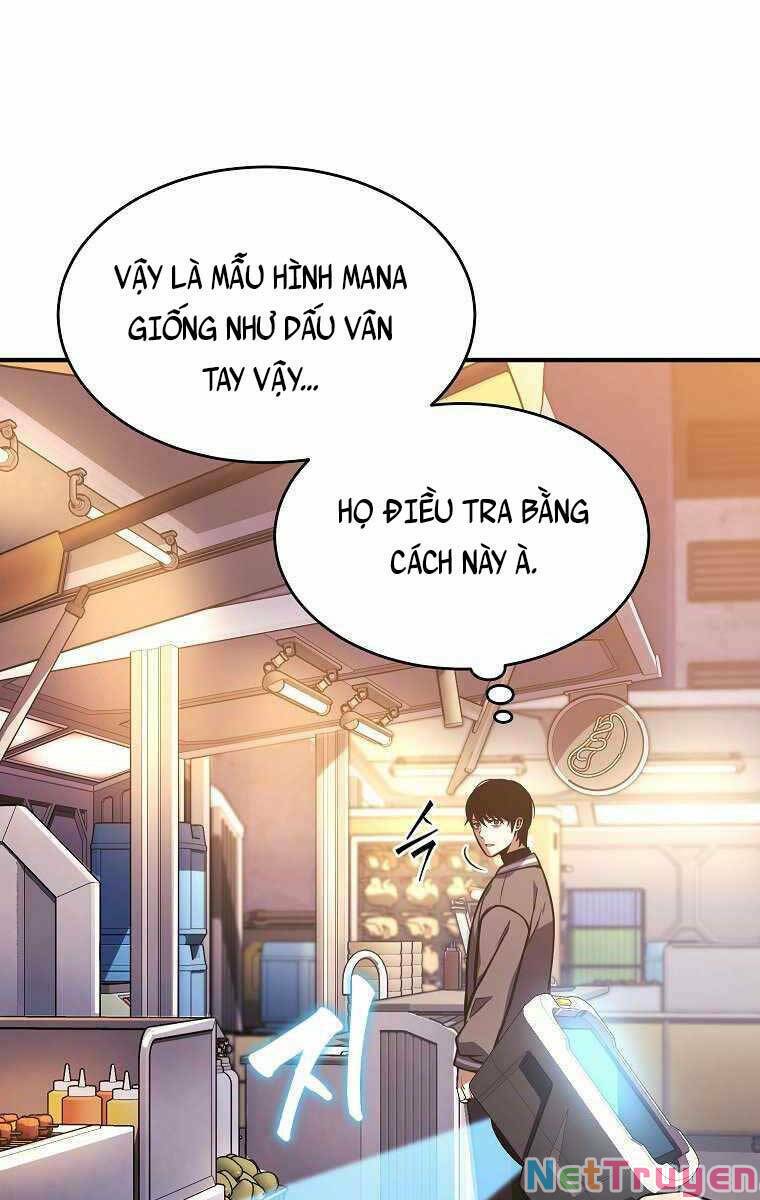 VẬY LÀ MẪU HÌNH MANA
GIỐNG NHƯ DẤU VÂN
TAY VẬY...
HỌ ĐIỀU TRA BẰNG
CÁCH NÀY À.
슥
지
NetTruyen